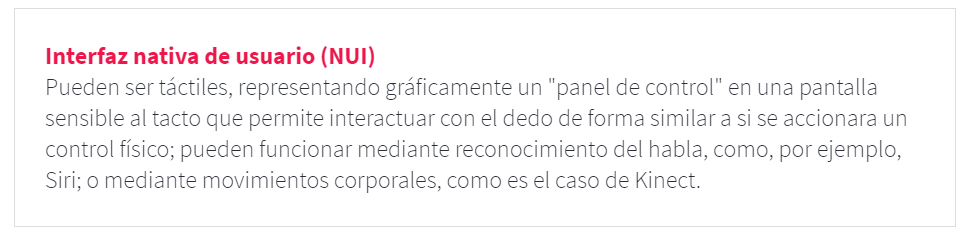 Interfaz nativa de usuario (NUI)
Pueden ser táctiles, representando gráficamente un "panel de control" en una pantalla
sensible al tacto que permite interactuar con el dedo de forma similar a si se accionara un
control físico; pueden funcionar mediante reconocimiento del habla, como, por ejemplo,
Siri; o mediante movimientos corporales, como es el caso de Kinect.